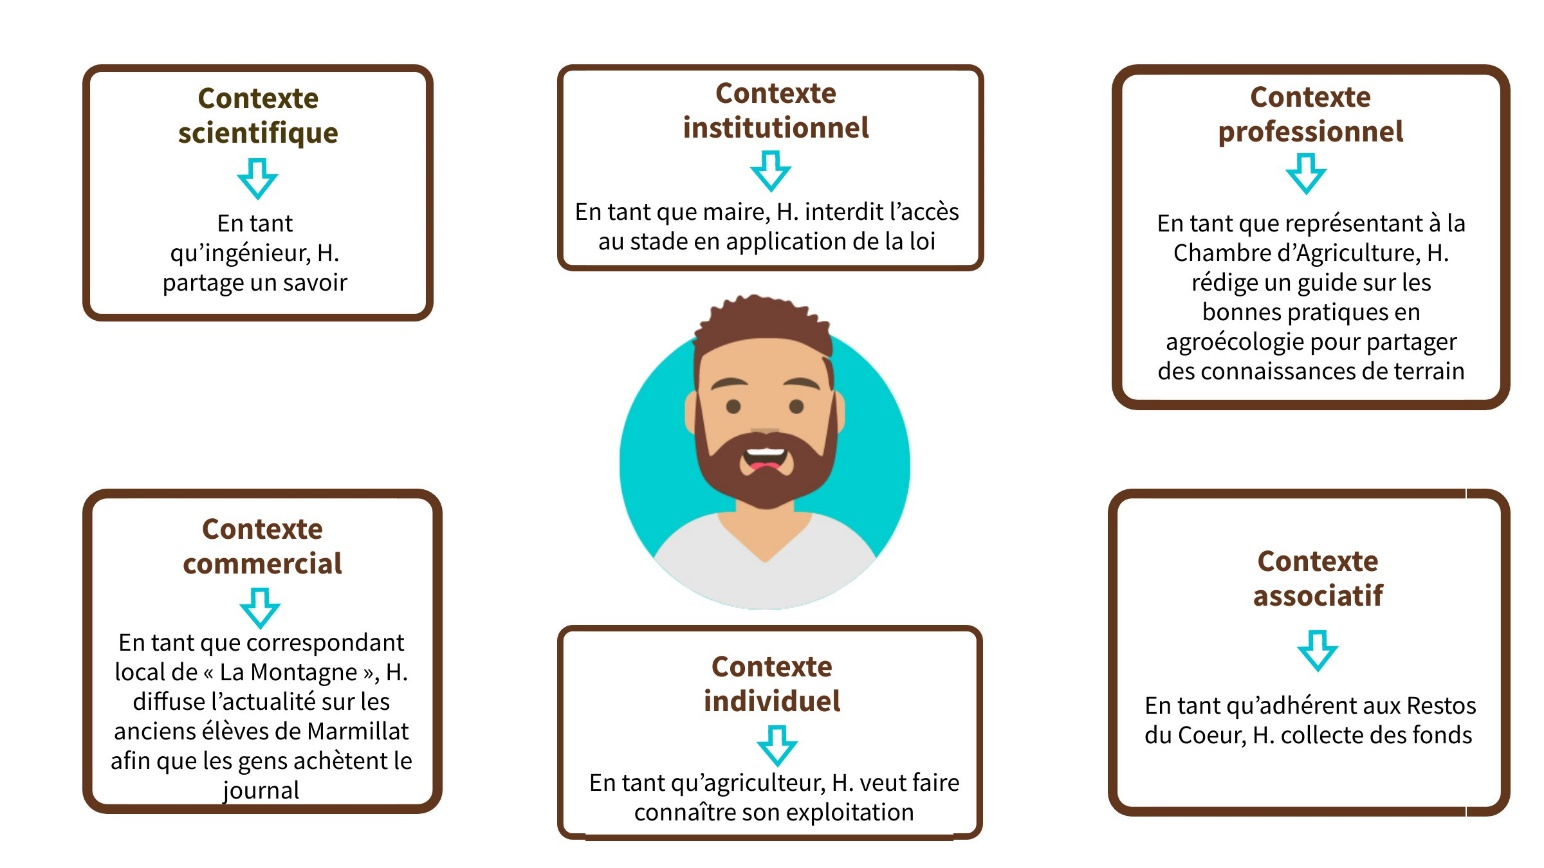 Contexte
scientifique
En tant
qu’ingénieur, H.
partage un savoir
Contexte
institutionnel
En tant que maire, H. interdit l’accès
au stade en application de la loi
Contexte
professionnel
En tant que représentant à la
Chambre d’Agriculture, H.
rédige un guide sur les
bonnes pratiques en
agroécologie pour partager
des connaissances de terrain
Contexte
commercial
En tant que correspondant
local de « La Montagne », H.
diffuse l’actualité sur les
anciens élèves de Marmillat
afin que les gens achètent le
journal
Contexte
individuel
En tant qu’agriculteur, H. veut faire
connaître son exploitation
Contexte
associatif
En tant qu’adhérent aux Restos
du Coeur, H. collecte des fonds